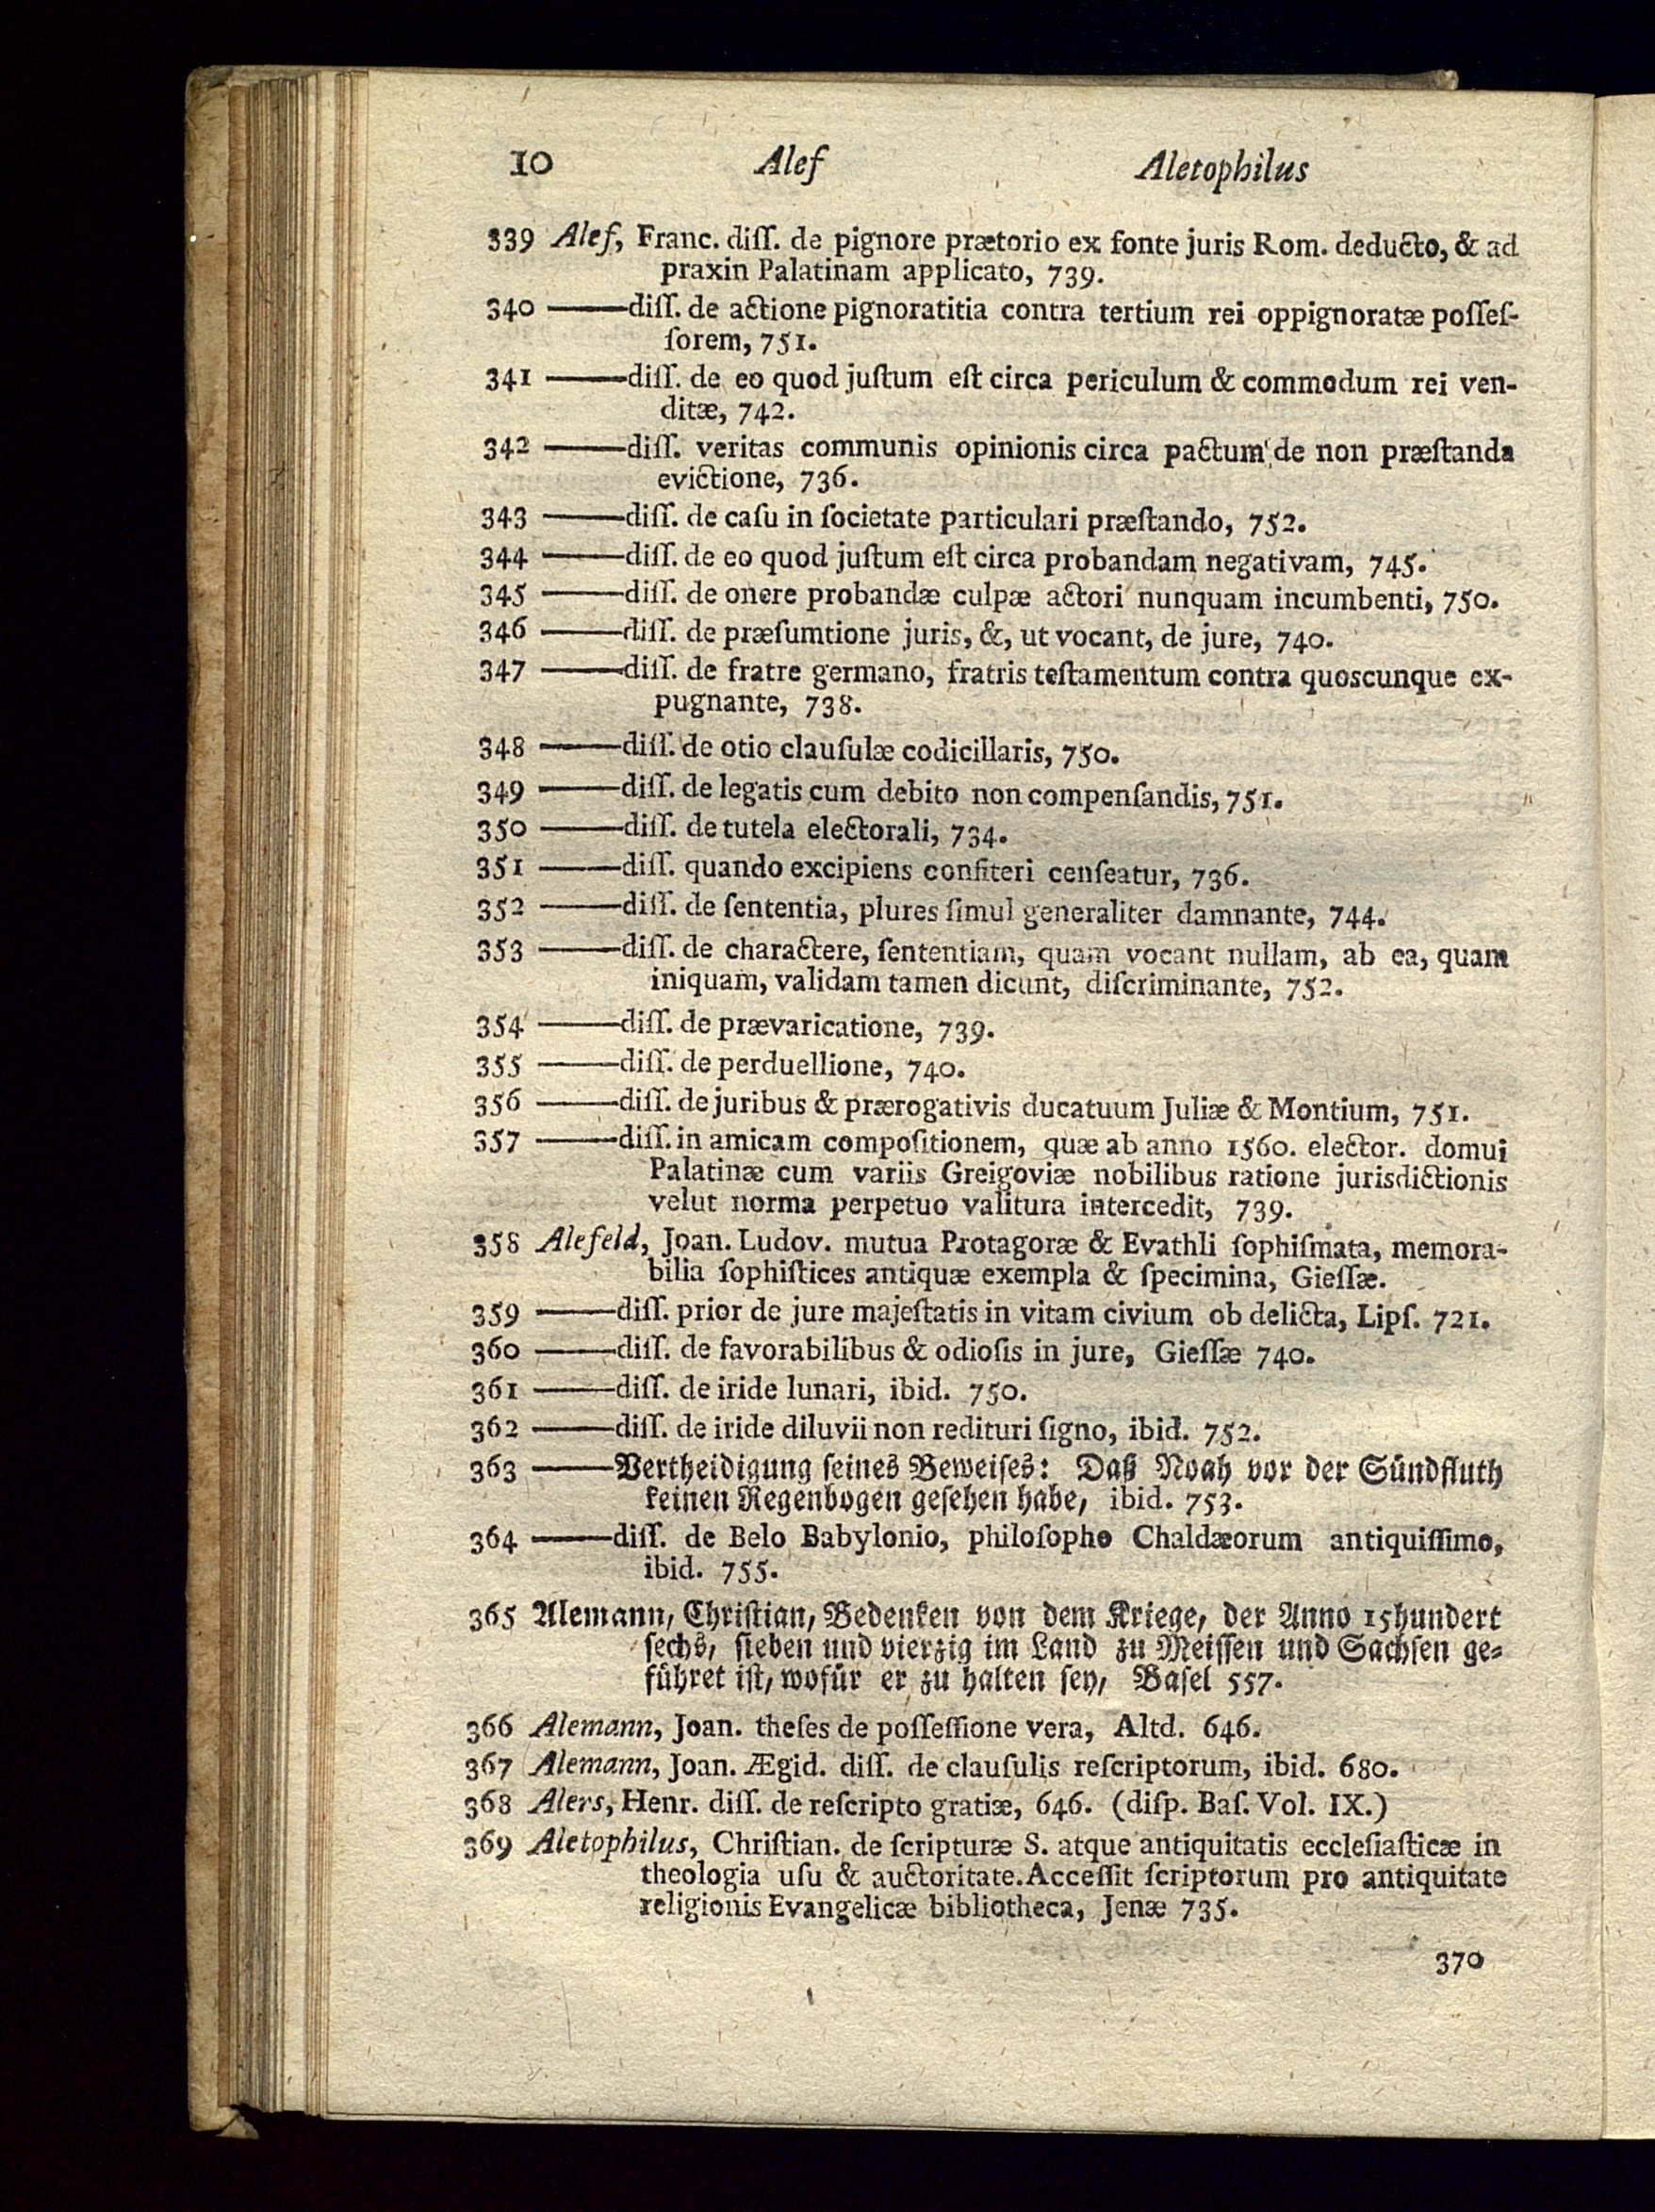 10 Alef Aletophilus
339 Alef, Franc. diſſ. de pignore prætorio ex fonte juris Rom. deducto, & ad
praxin Palatinam applicato, 739.
340 ——diſſ. de actione pignoratitia contra tertium rei oppignoratæ poſſeſ-
ſorem, 751.
341 ——diſſ. de eo quod juſtum eſt circa periculum & commodum rei ven-
ditæ, 742.
342 ——diſſ. veritas communis opinionis circa pactum de non præſtanda
evictione, 736.
343 ——diſſ. de caſu in ſocietate particulari præſtando, 752.
344 ——diſſ. de eo quod juſtum eſt circa probandam negativam, 745.
345 ——diſſ. de onere probandæ culpæ actori nunquam incumbenti, 750.
346 ——diſſ. de præſumtione juris, &, ut vocant, de jure, 740.
347 ——diſſ. de fratre germano, fratris teſtamentum contra quoscunque ex-
pugnante, 738.
348 ——diſſ. de otio clauſulæ codicillaris, 750.
349 ——diſſ. de legatis cum debito non compenſandis, 751.
350 ——diſſ. de tutela electorali, 734.
351 ——diſſ. quando excipiens confiteri cenſeatur, 736.
352 ——diſſ. de ſententia, plures ſimul generaliter damnante, 744.
353 ——diſſ. de charactere, ſententiam, quam vocant nullam, ab ea, quam
iniquam, validam tamen dicunt, diſcriminante, 752.
354 ——diſſ. de prævaricatione, 739.
355 ——diſſ. de perduellione, 740.
356 ——diſſ. de juribus & prærogativis ducatuum Juliæ & Montium, 751.
357 ——diſſ. in amicam compoſitionem, quæ ab anno 1560. elector. domui
Palatinæ cum variis Greigoviæ nobilibus ratione jurisdictionis
velut norma perpetuo valitura intercedit, 739.
358 Alefeld, Joan. Ludov. mutua Protagoræ & Evathli ſophiſmata, memora-
bilia ſophiſtices antiquæ exempla & ſpecimina, Gieſſæ.
359 ——diſſ. prior de jure majeſtatis in vitam civium ob delicta, Lipſ. 721.
360 ——diſſ. de favorabilibus & odioſis in jure, Gieſſæ 740.
361 ——diſſ. de iride lunari, ibid. 750.
362 ——diſſ. de iride diluvii non redituri ſigno, ibid. 752.
363 ——Vertheidigung ſeines Beweiſes: Daß Noah vor der Sündfluth
keinen Regenbogen geſehen habe, ibid. 753.
364 ——diſſ. de Belo Babylonio, philoſopho Chaldæorum antiquiſſimo,
ibid. 755.
365 Alemann, Chriſtian, Bedenken von dem Kriege, der Anno 15hundert
ſechs, ſieben und vierzig im Land zu Meiſſen und Sachſen ge-
führet iſt, wofür er zu halten ſey, Baſel 557.
366 Alemann, Joan. theſes de poſſeſſione vera, Altd. 646.
367 Alemann, Joan. Ægid. diſſ. de clauſulis reſcriptorum, ibid. 680.
368 Alers, Henr. diſſ. de reſcripto gratiæ, 646. (diſp. Baſ. Vol. IX.)
369 Aletophilus, Chriſtian. de ſcripturæ S. atque antiquitatis eccleſiaſticæ in
theologia uſu & auctoritate. Acceſſit ſcriptorum pro antiquitate
religionis Evangelicæ bibliotheca, Jenæ 735.
370